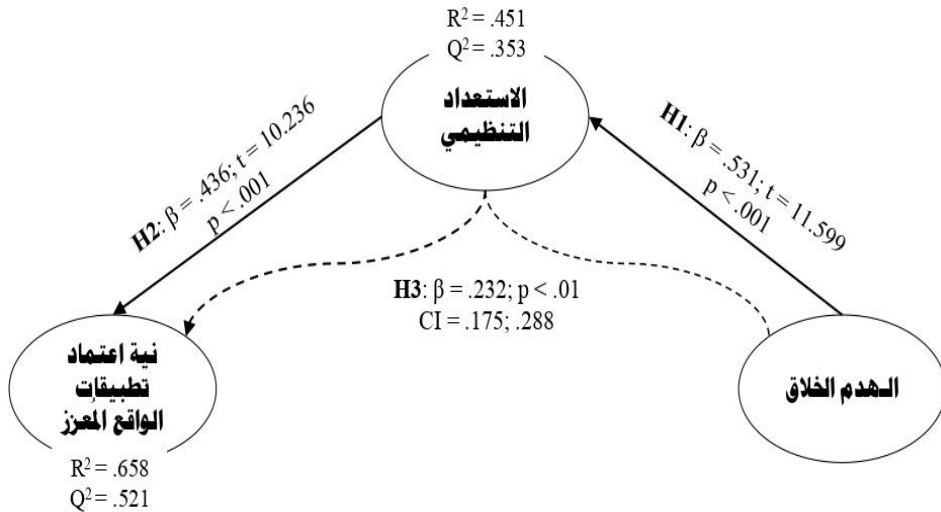 R² = .451
Q² = .353
الاستعداد
التنظيمي
H1: β = .531; t = 11.599
p < .001
H2: β = .436; t = 10.236
p < .001
H3: β = .232; p < .01
CI = .175; .288
نية اعتماد
تطبيقات
الواقع المعزز
الهدم الخلاق
R² = .658
Q² = .521